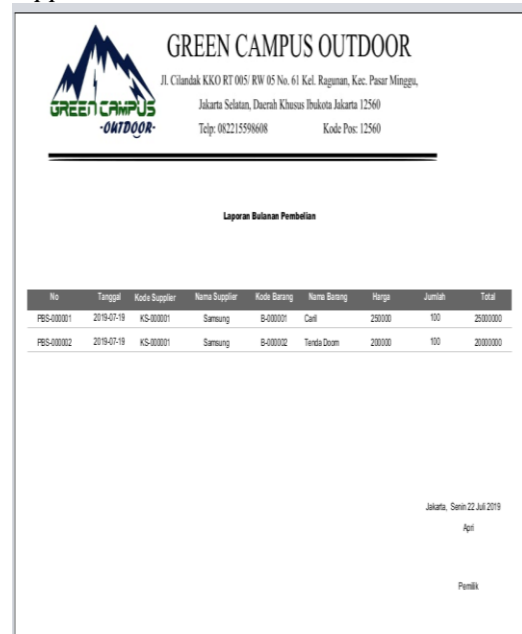 GREEN CAMPUS
-OUTDOOR-
GREEN CAMPUS OUTDOOR
Jl. Cilandak KKO RT 005/ RW 05 No. 61 Kel. Ragunan, Kec. Pasar Minggu,
Jakarta Selatan, Daerah Khusus Ibukota Jakarta 12560
Telp: 082215598608 Kode Pos: 12560
Laporan Bulanan Pembelian
No Tanggal Kode Supplier Nama Supplier Kode Barang Nama Barang Harga Jumlah Total
PBS-000001 2019-07-19 KS-000001 Samsung B-000001 Caril 250000 100 25000000
PBS-000002 2019-07-19 KS-000001 Samsung B-000002 Tenda Doom 200000 100 20000000
Jakarta, Senin 22 Juli 2019
Apri
Pemilik